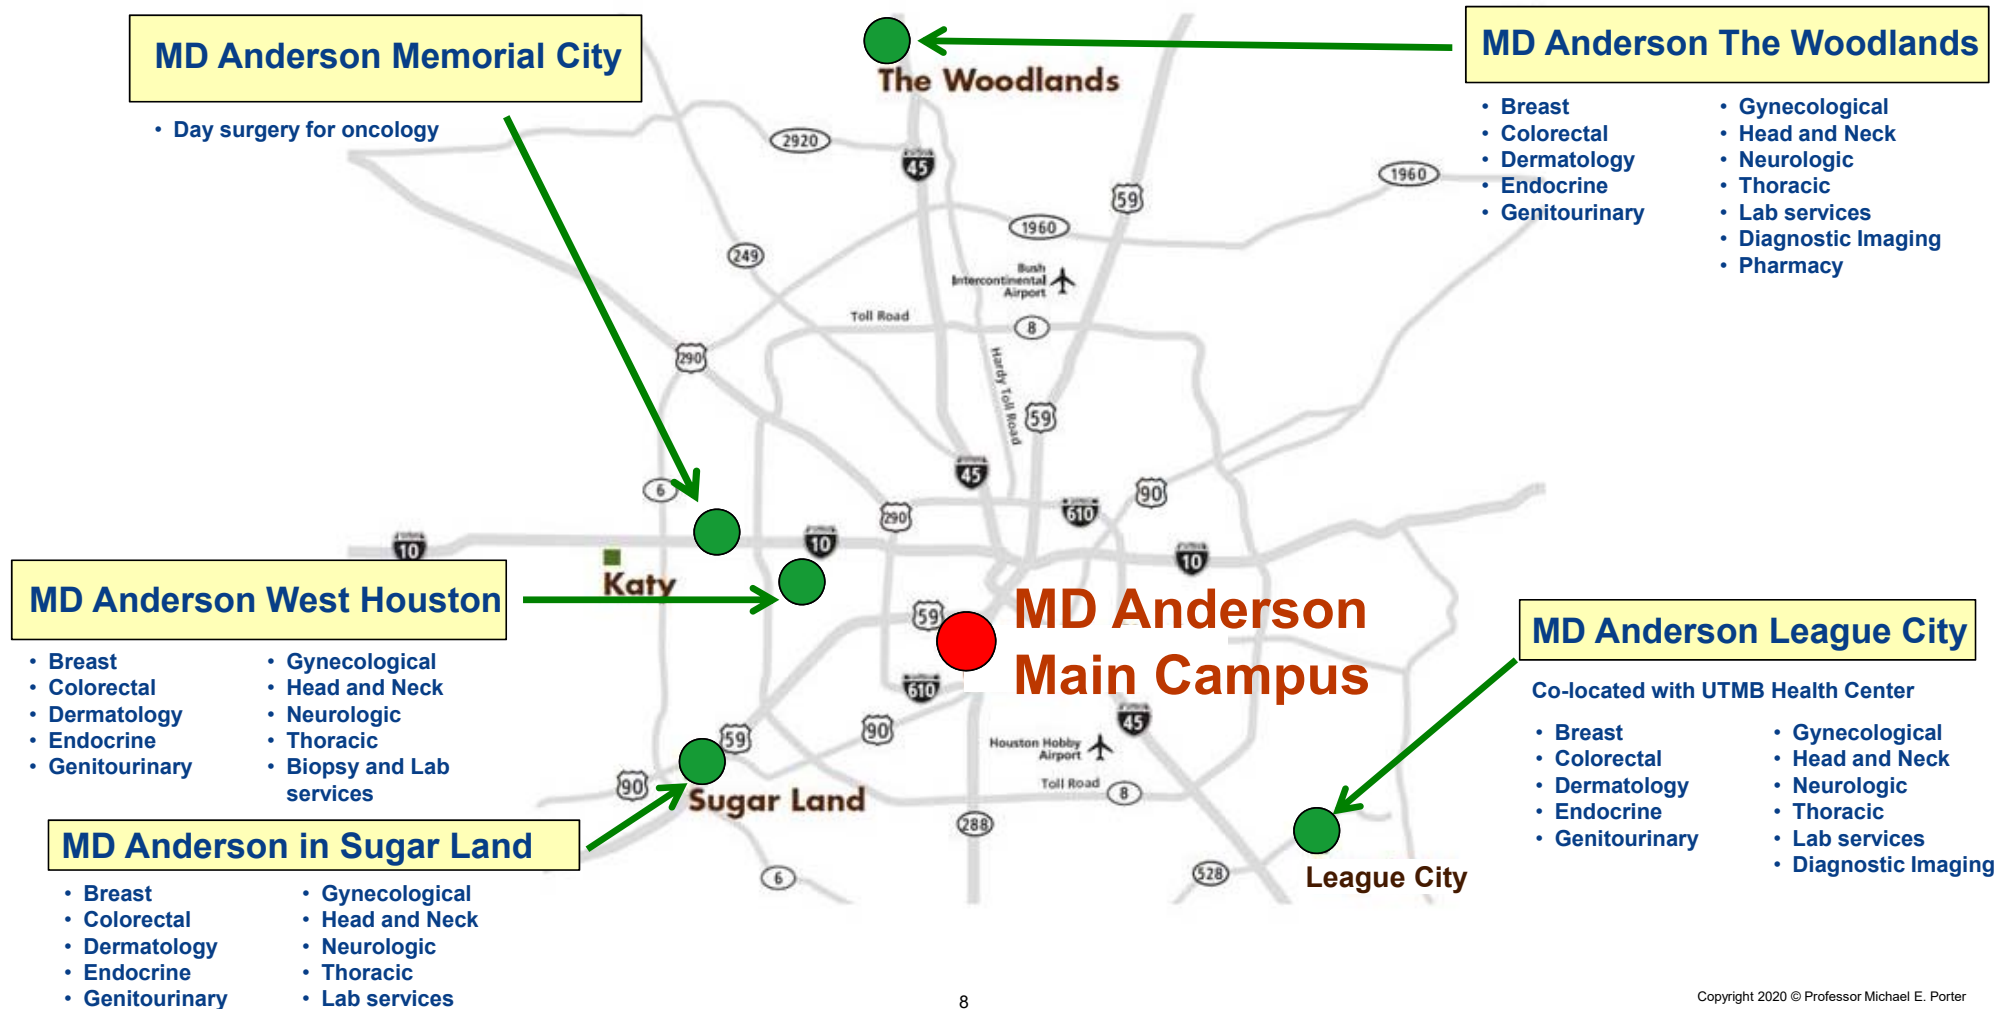 MD Anderson Memorial City
• Day surgery for oncology
MD Anderson The Woodlands
• Breast
• Colorectal
• Dermatology
• Endocrine
• Genitourinary
• Gynecological
• Head and Neck
• Neurologic
• Thoracic
• Lab services
• Diagnostic Imaging
• Pharmacy
The Woodlands
2920
45
59
1960
1960
249
Bush
Intercontinental
Airport
Toll Road
8
290
Hardy Toll Road
59
45
6
290
610
90
10
10
10
Katy
MD Anderson West Houston
• Breast
• Colorectal
• Dermatology
• Endocrine
• Genitourinary
• Gynecological
• Head and Neck
• Neurologic
• Thoracic
• Biopsy and Lab
services
59
MD Anderson
Main Campus
610
45
59
90
90
Houston Hobby
Airport
Toll Road
8
Sugar Land
288
6
528
League City
MD Anderson League City
Co-located with UTMB Health Center
• Breast
• Colorectal
• Dermatology
• Endocrine
• Genitourinary
• Gynecological
• Head and Neck
• Neurologic
• Thoracic
• Lab services
• Diagnostic Imaging
MD Anderson in Sugar Land
• Breast
• Colorectal
• Dermatology
• Endocrine
• Genitourinary
• Gynecological
• Head and Neck
• Neurologic
• Thoracic
• Lab services
8
Copyright 2020 © Professor Michael E. Porter